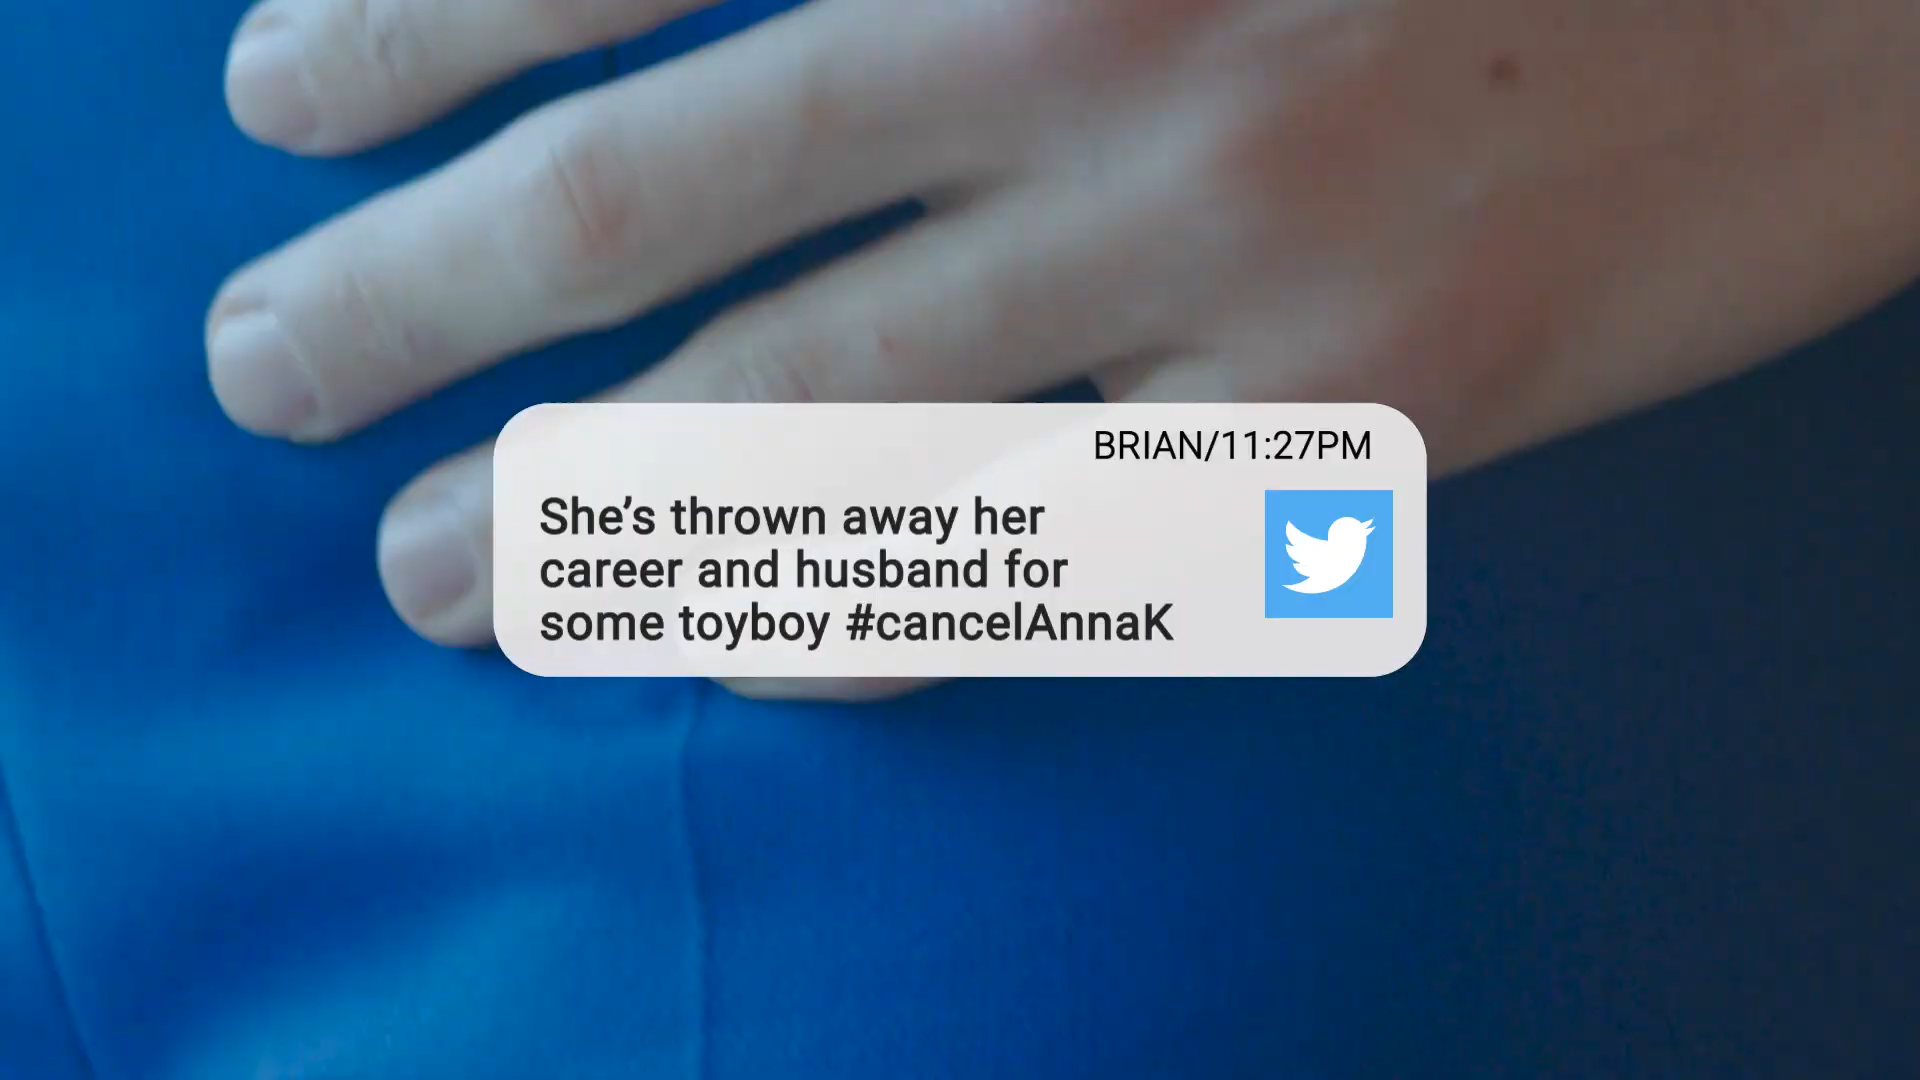 BRIAN/11:27PM
She’s thrown away her
career and husband for
some toyboy #cancelAnnaK